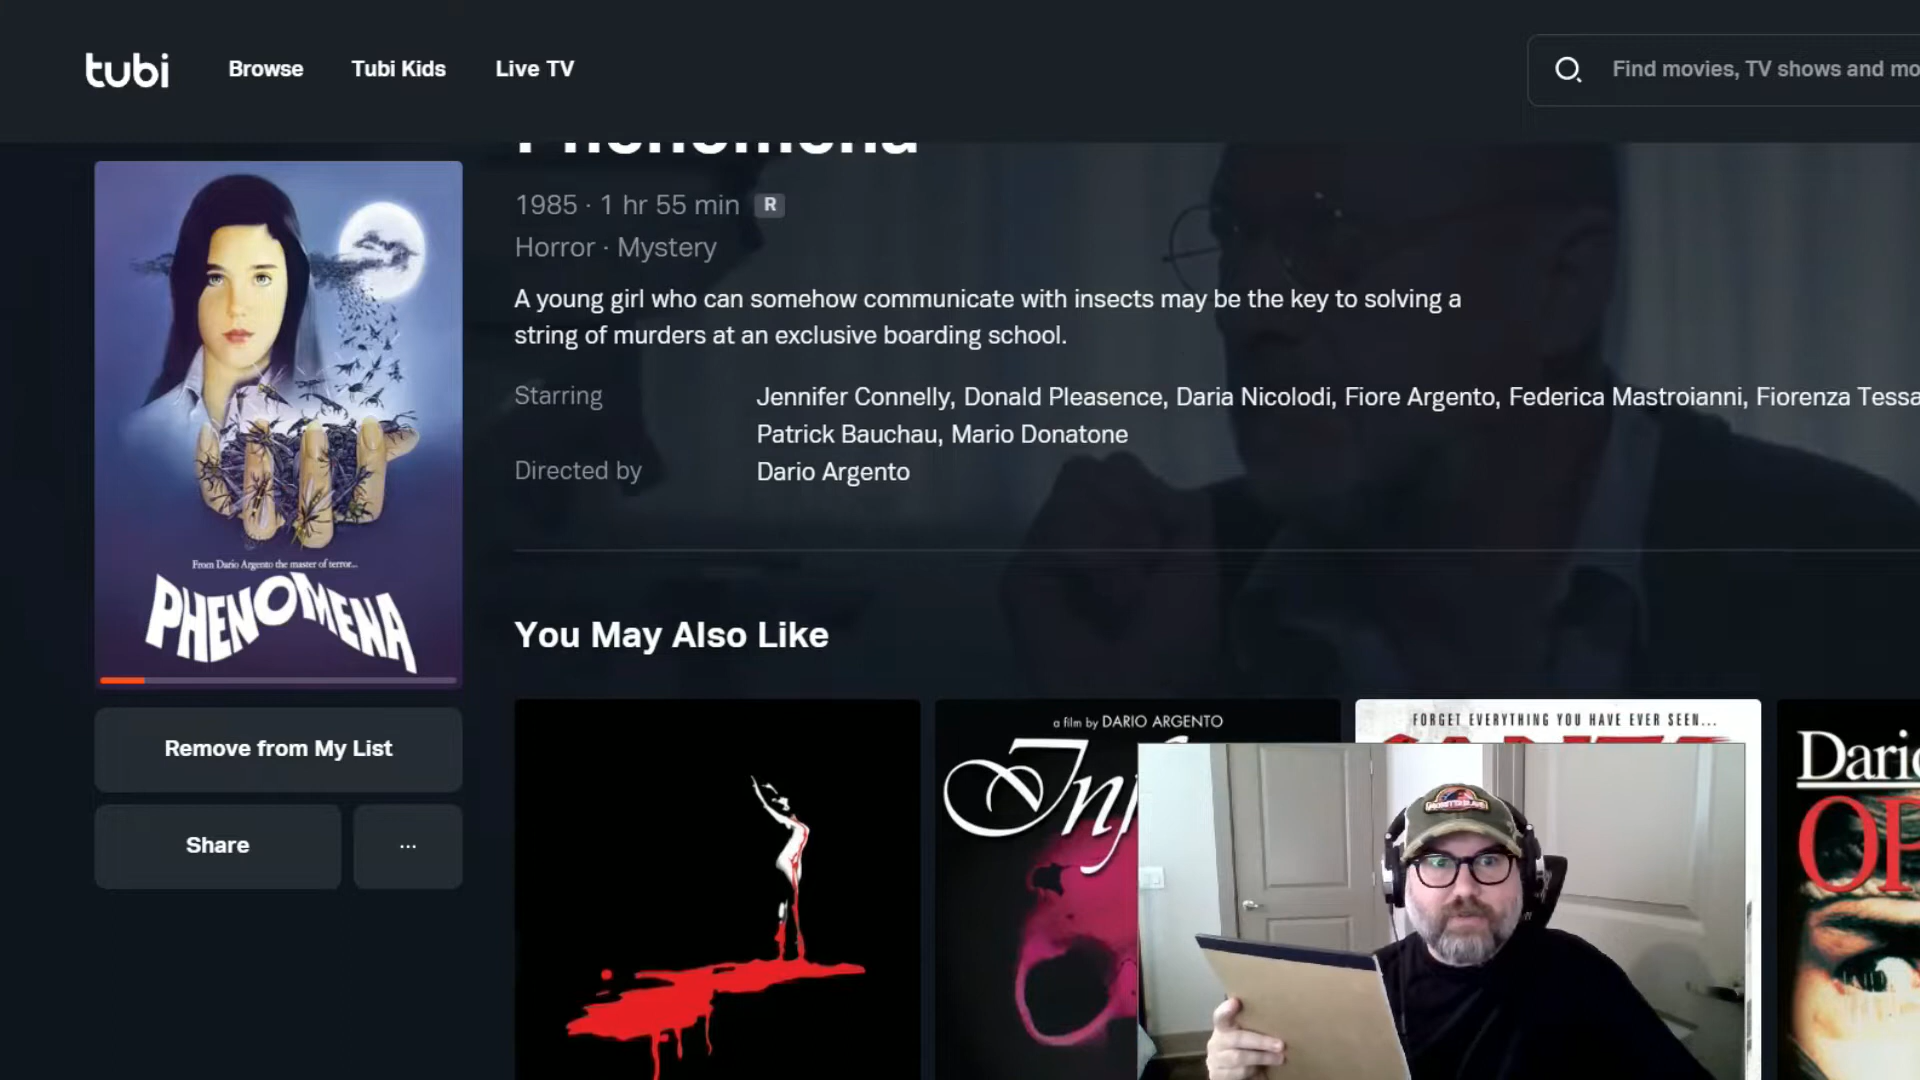 tubi
Browse
Tubi Kids
Live TV
Find movies, TV shows and mo
Phenomena
1985 · 1 hr 55 min R
Horror · Mystery
A young girl who can somehow communicate with insects may be the key to solving a
string of murders at an exclusive boarding school.
Starring
Jennifer Connelly, Donald Pleasence, Daria Nicolodi, Fiore Argento, Federica Mastroianni, Fiorenza Tessa
Patrick Bauchau, Mario Donatone
Directed by
Dario Argento
From Dario Argento the master of terror...
PHENOMENA
Remove from My List
Share
...
You May Also Like
a film by DARIO ARGENTO
Inf
FORGET EVERYTHING YOU HAVE EVER SEEN...
Dario
OP